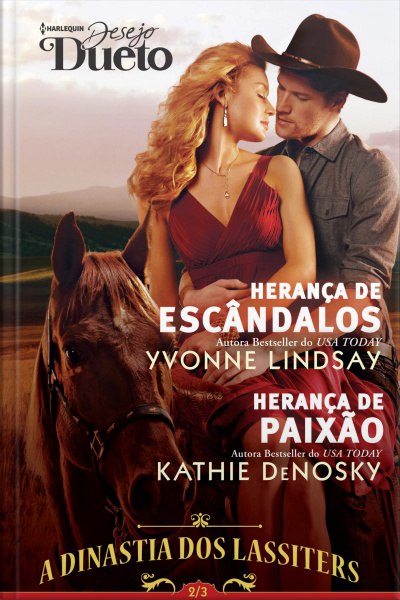 HARLEQUIN
Desejo
Dueto
HERANÇA DE
ESCÂNDALOS
Autora Bestseller do USA TODAY
YVONNE LINDSAY
HERANÇA DE
PAIXÃO
Autora Bestseller do USA TODAY
KATHIE DENOSKY
A DINASTIA DOS LASSITERS
2/3